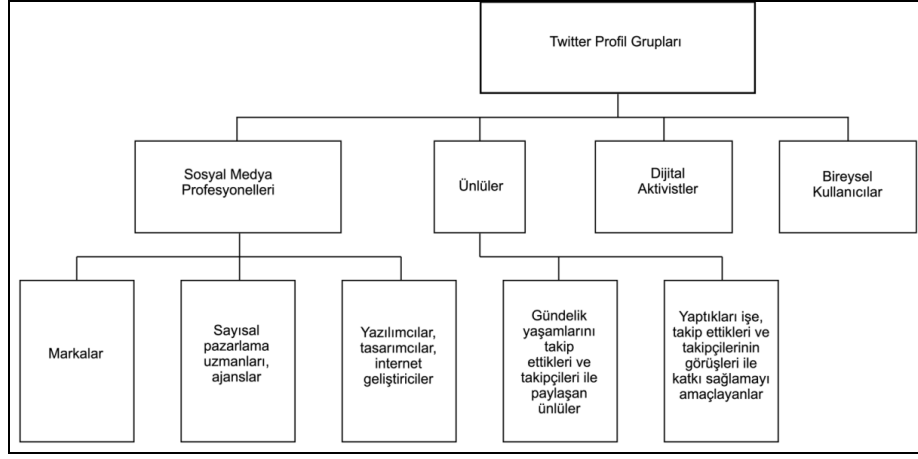 Twitter Profil Grupları
Sosyal Medya
Profesyonelleri
Ünlüler
Dijital
Aktivistler
Bireysel
Kullanıcılar
Markalar
Sayısal
pazarlama
uzmanları,
ajanslar
Yazılımcılar,
tasarımcılar,
internet
geliştiriciler
Gündelik
yaşamlarını
takip
ettikleri ve
takipçileri ile
paylaşan
ünlüler
Yaptıkları işe,
takip ettikleri ve
takipçilerinin
görüşleri ile
katkı sağlamayı
amaçlayanlar